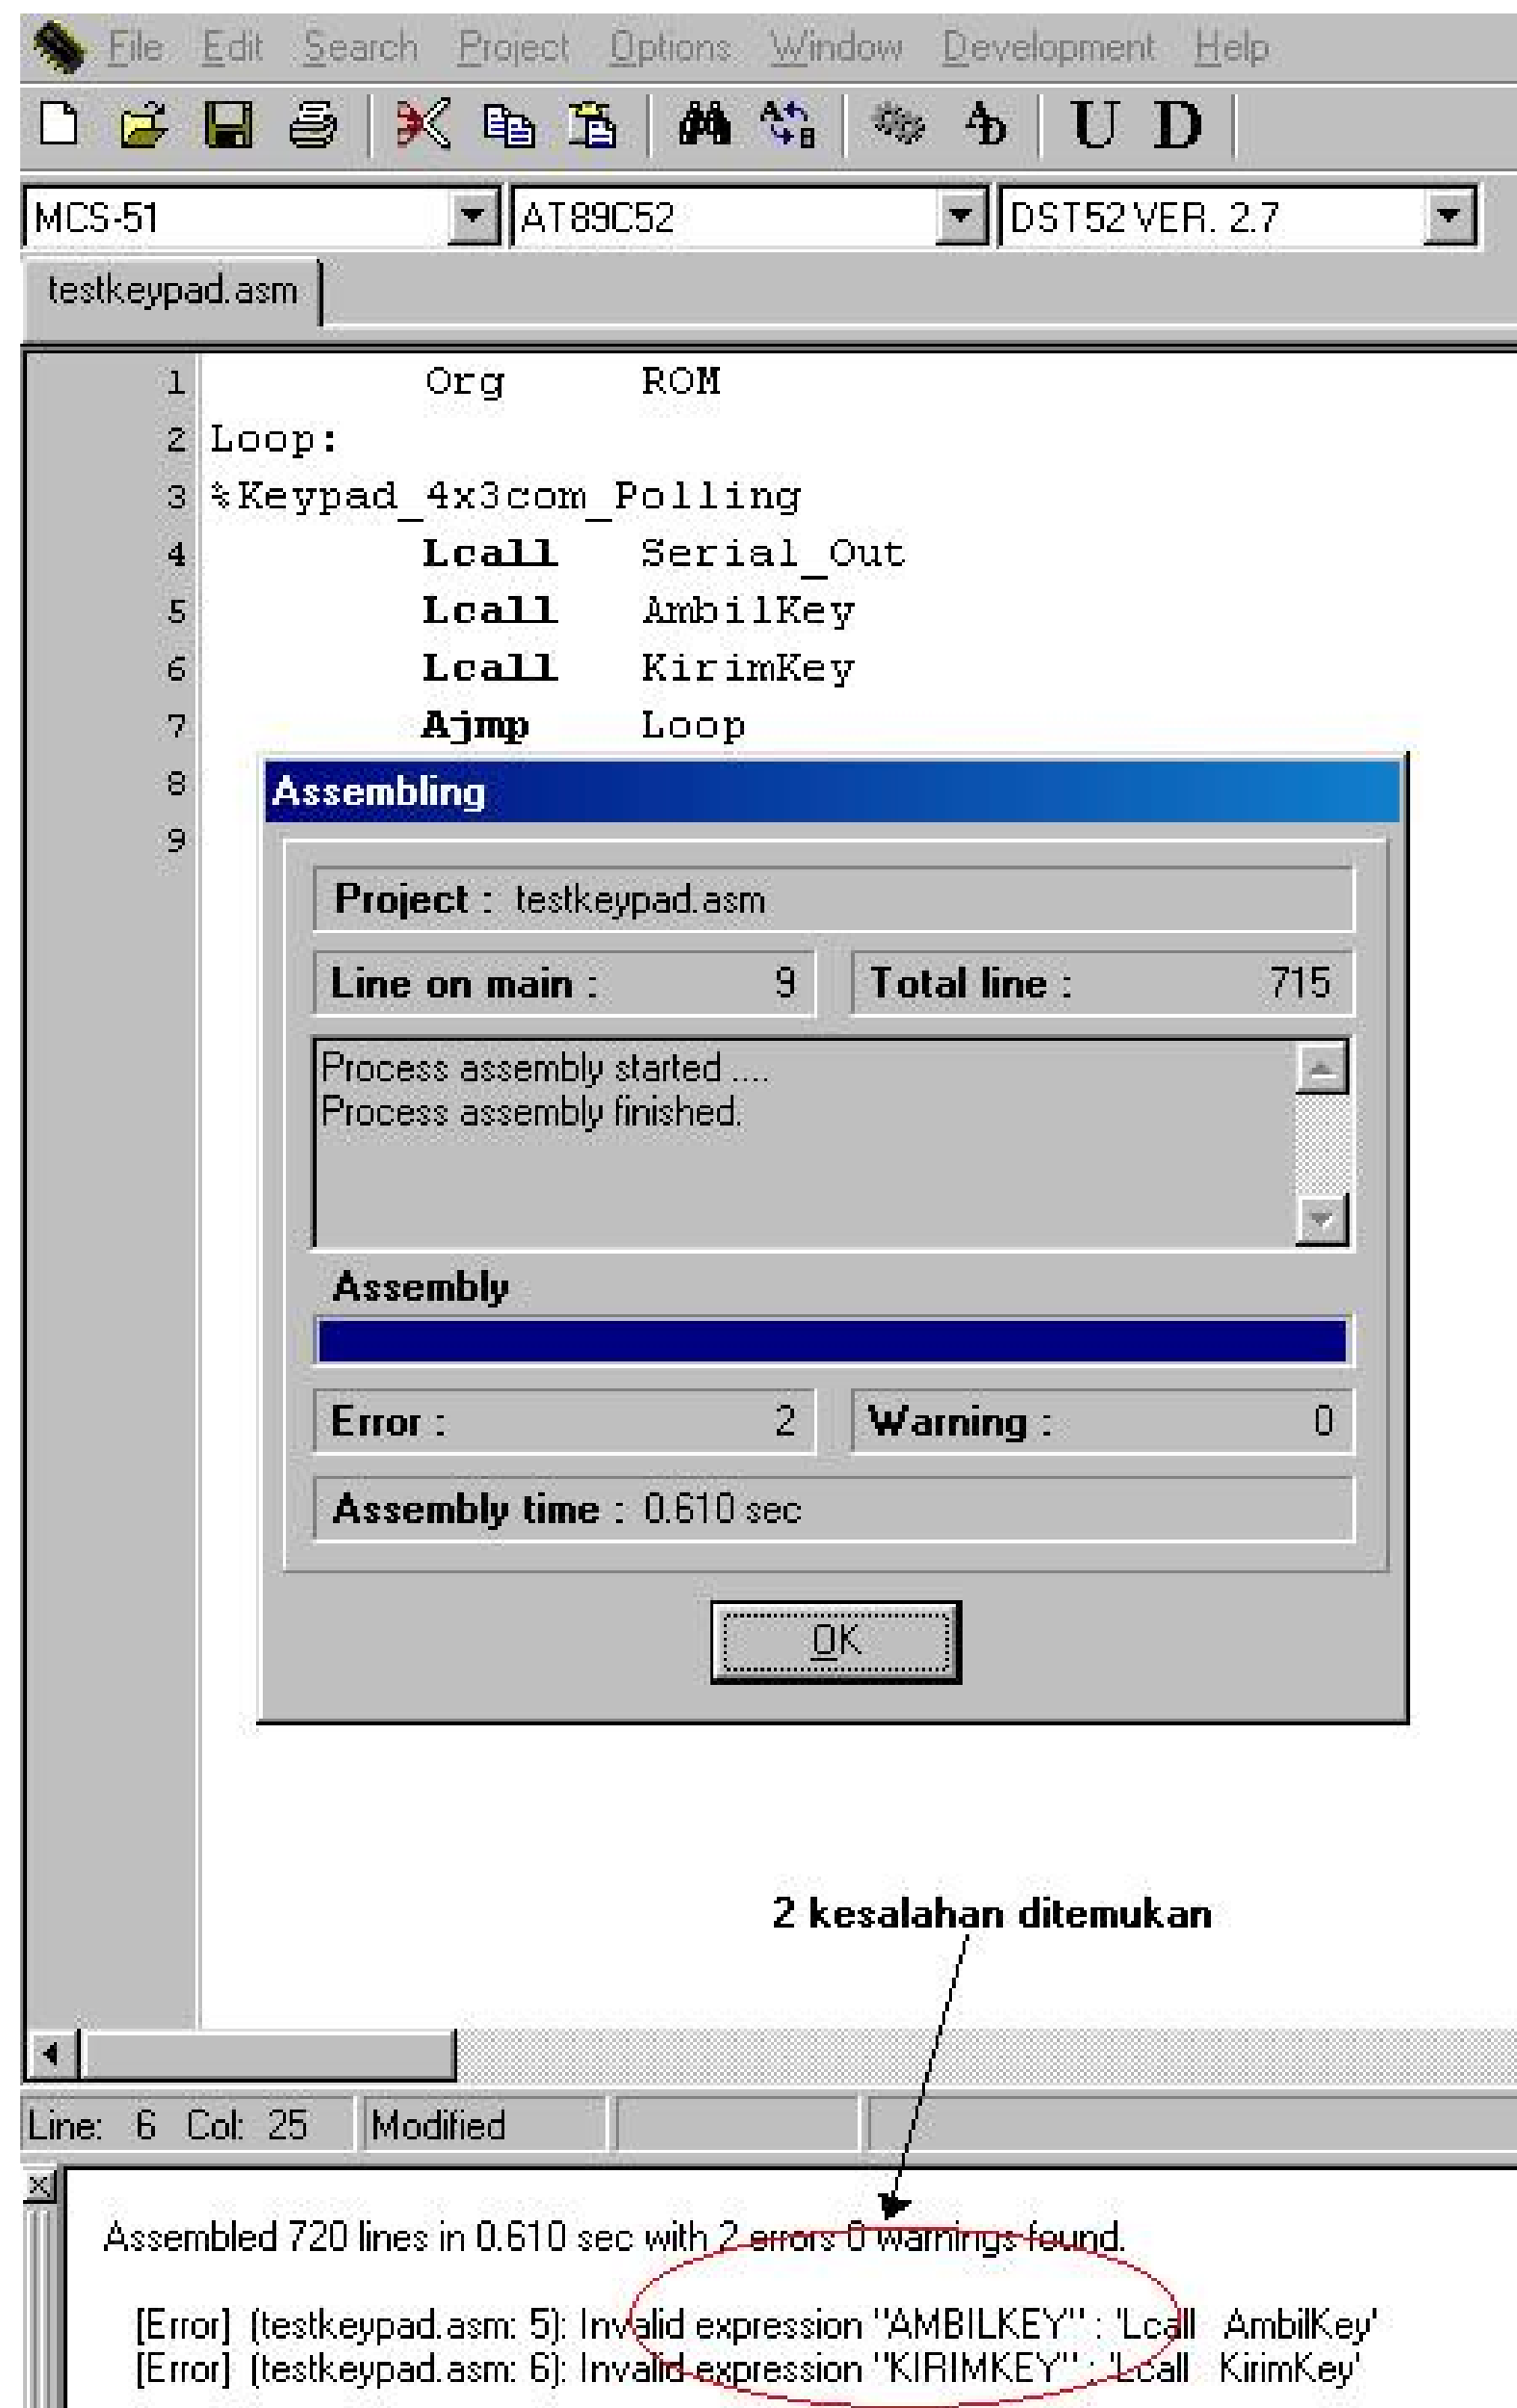 File Edit Search Project Options Window Development Help
U D
MCS-51 AT89C52 DST52 VER. 2.7
testkeypad.asm
1 Org ROM
2 Loop:
3 %Keypad_4x3com_Polling
4 Lcall Serial_Out
5 Lcall AmbilKey
6 Lcall KirimKey
7 Ajmp Loop
8
9
Assembling
Project : testkeypad.asm
Line on main : 9 Total line : 715
Process assembly started ....
Process assembly finished.
Assembly
Error : 2 Warning : 0
Assembly time : 0.610 sec
OK
2 kesalahan ditemukan
Line: 6 Col: 25 Modified
Assembled 720 lines in 0.610 sec with 2 errors 0 warnings found.
[Error] (testkeypad.asm: 5): Invalid expression "AMBILKEY" : 'Lcall AmbilKey'
[Error] (testkeypad.asm: 6): Invalid expression "KIRIMKEY" : 'Lcall KirimKey'